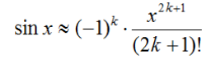 sin x ≈ (−1)^k · x^{2k+1} / (2k + 1)!